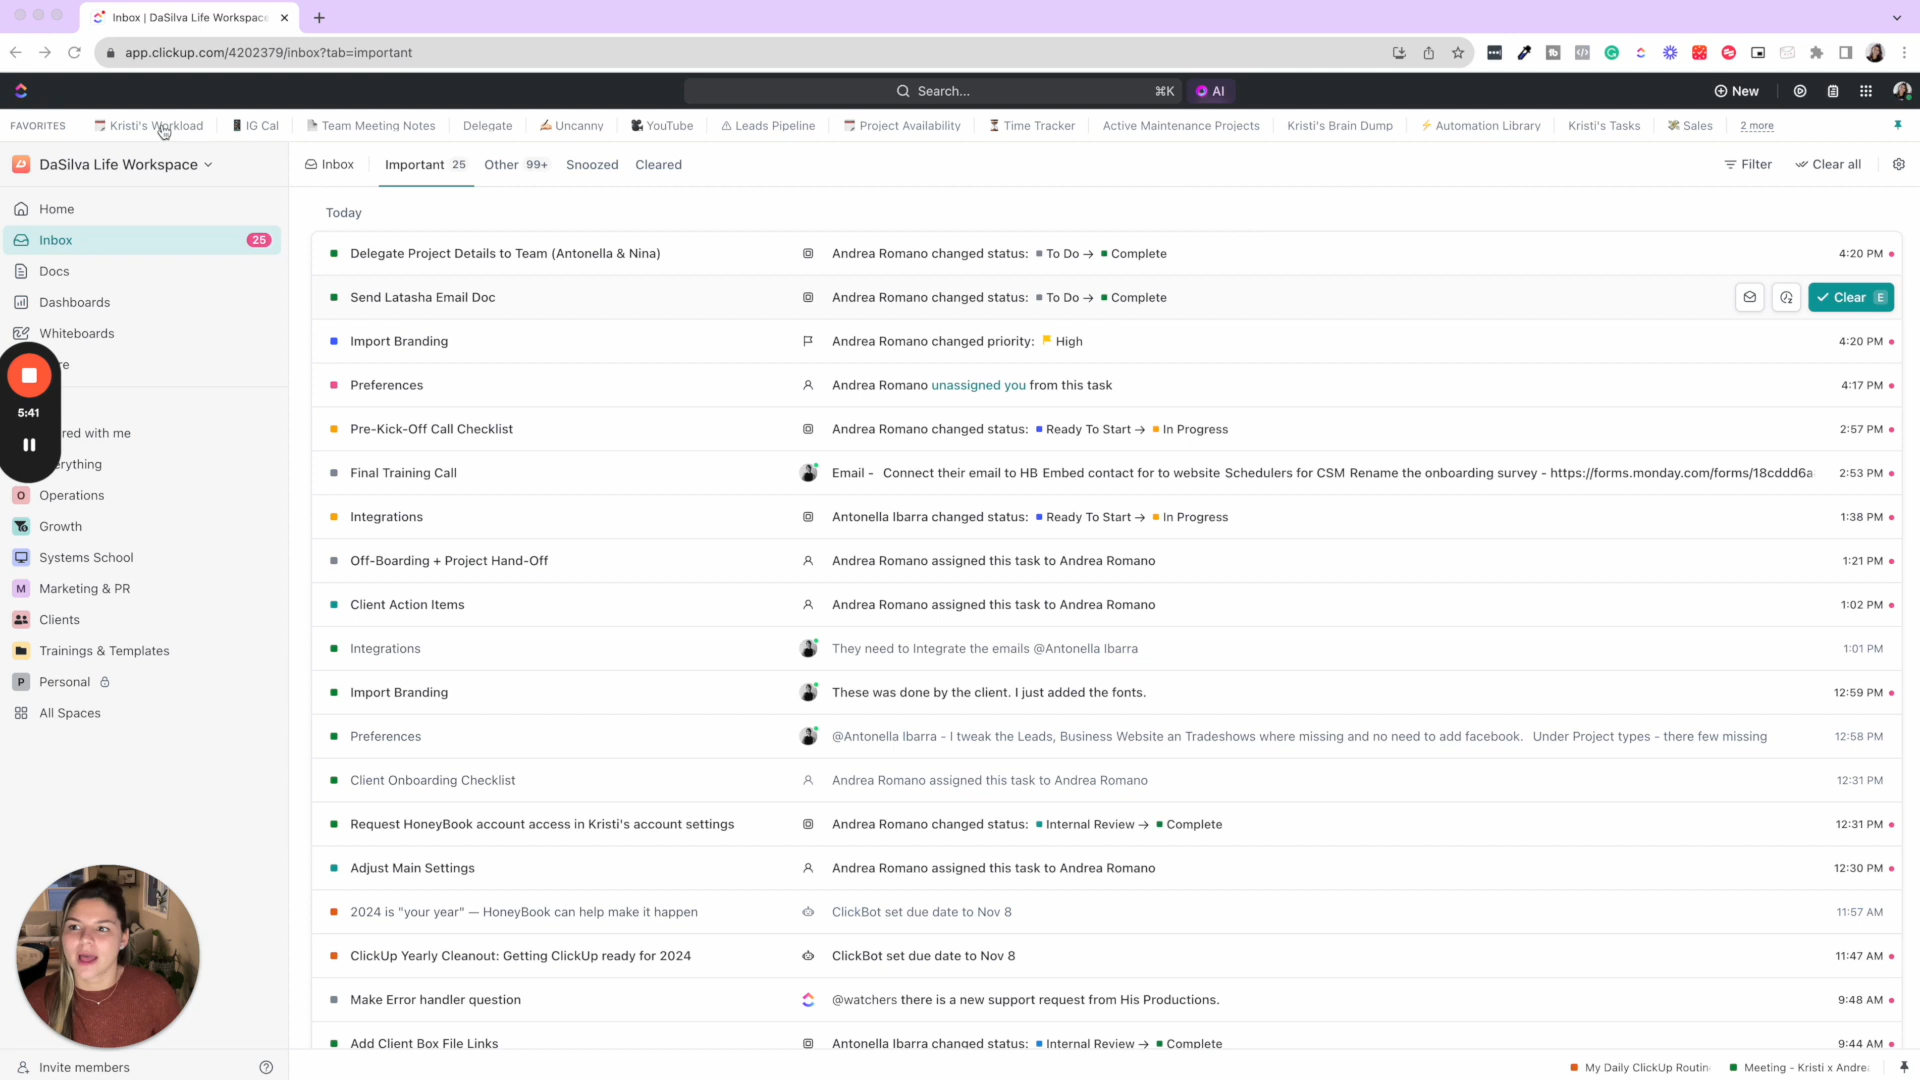 Inbox | DaSilva Life Workspace
app.clickup.com/4202379/inbox?tab=important
Search...
⌘K
AI
New
FAVORITES
Kristi's Workload
IG Cal
Team Meeting Notes
Delegate
Uncanny
YouTube
Leads Pipeline
Project Availability
Time Tracker
Active Maintenance Projects
Kristi's Brain Dump
Automation Library
Kristi's Tasks
Sales
2 more
DaSilva Life Workspace
Inbox
Important 25
Other 99+
Snoozed
Cleared
Filter
Clear all
Home
Inbox 25
Docs
Dashboards
Whiteboards
re
5:41
red with me
erything
O Operations
Growth
Systems School
M Marketing & PR
Clients
Trainings & Templates
P Personal
All Spaces
Invite members
Today
Delegate Project Details to Team (Antonella & Nina) Andrea Romano changed status: To Do → Complete 4:20 PM
Send Latasha Email Doc Andrea Romano changed status: To Do → Complete Clear E
Import Branding Andrea Romano changed priority: High 4:20 PM
Preferences Andrea Romano unassigned you from this task 4:17 PM
Pre-Kick-Off Call Checklist Andrea Romano changed status: Ready To Start → In Progress 2:57 PM
Final Training Call Email - Connect their email to HB Embed contact for to website Schedulers for CSM Rename the onboarding survey - https://forms.monday.com/forms/18cddd6a 2:53 PM
Integrations Antonella Ibarra changed status: Ready To Start → In Progress 1:38 PM
Off-Boarding + Project Hand-Off Andrea Romano assigned this task to Andrea Romano 1:21 PM
Client Action Items Andrea Romano assigned this task to Andrea Romano 1:02 PM
Integrations They need to Integrate the emails @Antonella Ibarra 1:01 PM
Import Branding These was done by the client. I just added the fonts. 12:59 PM
Preferences @Antonella Ibarra - I tweak the Leads, Business Website an Tradeshows where missing and no need to add facebook. Under Project types - there few missing 12:58 PM
Client Onboarding Checklist Andrea Romano assigned this task to Andrea Romano 12:31 PM
Request HoneyBook account access in Kristi's account settings Andrea Romano changed status: Internal Review → Complete 12:31 PM
Adjust Main Settings Andrea Romano assigned this task to Andrea Romano 12:30 PM
2024 is "your year" — HoneyBook can help make it happen ClickBot set due date to Nov 8 11:57 AM
ClickUp Yearly Cleanout: Getting ClickUp ready for 2024 ClickBot set due date to Nov 8 11:47 AM
Make Error handler question @watchers there is a new support request from His Productions. 9:48 AM
Add Client Box File Links Antonella Ibarra changed status: Internal Review → Complete 9:44 AM
My Daily ClickUp Routin
Meeting - Kristi x Andre